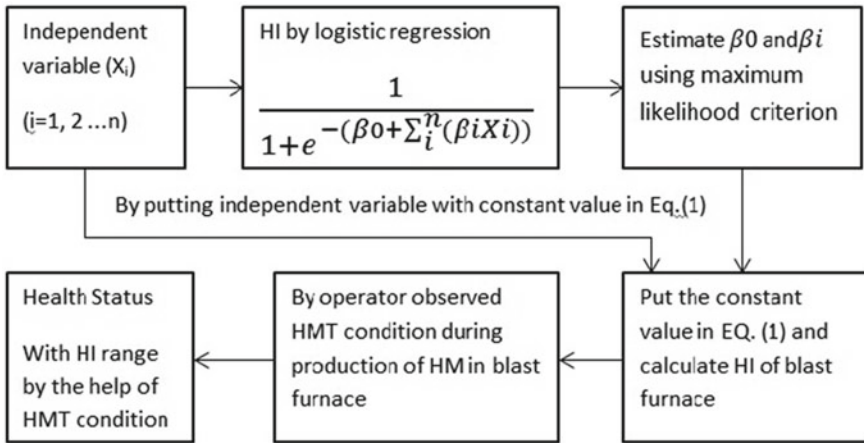 Independent
variable (Xᵢ)
(i=1, 2 ...n)
HI by logistic regression
1
1+e^-(β0+∑ᵢⁿ(βiXi))
Estimate β0 andβi
using maximum
likelihood criterion
By putting independent variable with constant value in Eq.(1)
Health Status
With HI range
by the help of
HMT condition
By operator observed
HMT condition during
production of HM in blast
furnace
Put the constant
value in EQ. (1) and
calculate HI of blast
furnace